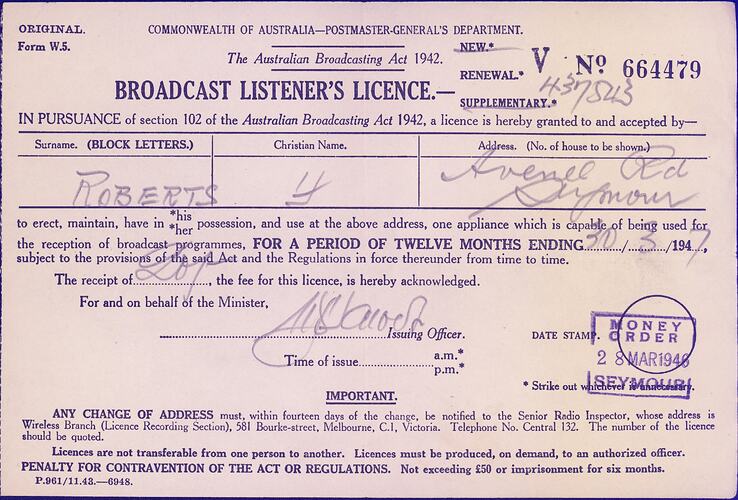 ORIGINAL.
Form W.5.
COMMONWEALTH OF AUSTRALIA—POSTMASTER-GENERAL'S DEPARTMENT.
The Australian Broadcasting Act 1942.
BROADCAST LISTENER'S LICENCE.—
NEW.*
RENEWAL.*
SUPPLEMENTARY.*
V No 664479
437543
IN PURSUANCE of section 102 of the Australian Broadcasting Act 1942, a licence is hereby granted to and accepted by—
Surname. (BLOCK LETTERS.) Christian Name. Address. (No. of house to be shown.)
ROBERTS Avenel Rd
Seymour
to erect, maintain, have in *his *her possession, and use at the above address, one appliance which is capable of being used for
the reception of broadcast programmes, FOR A PERIOD OF TWELVE MONTHS ENDING 30/3/1947,
subject to the provisions of the said Act and the Regulations in force thereunder from time to time.
The receipt of 20/-, the fee for this licence, is hereby acknowledged.
For and on behalf of the Minister,
Issuing Officer.
Time of issue a.m.*
p.m.*
DATE STAMP.
MONEY
ORDER
28 MAR 1946
SEYMOUR
* Strike out whichever is unnecessary.
IMPORTANT.
ANY CHANGE OF ADDRESS must, within fourteen days of the change, be notified to the Senior Radio Inspector, whose address is
Wireless Branch (Licence Recording Section), 581 Bourke-street, Melbourne, C.1, Victoria. Telephone No. Central 132. The number of the licence
should be quoted.
Licences are not transferable from one person to another. Licences must be produced, on demand, to an authorized officer.
PENALTY FOR CONTRAVENTION OF THE ACT OR REGULATIONS. Not exceeding £50 or imprisonment for six months.
P.961/11.43.—6948.